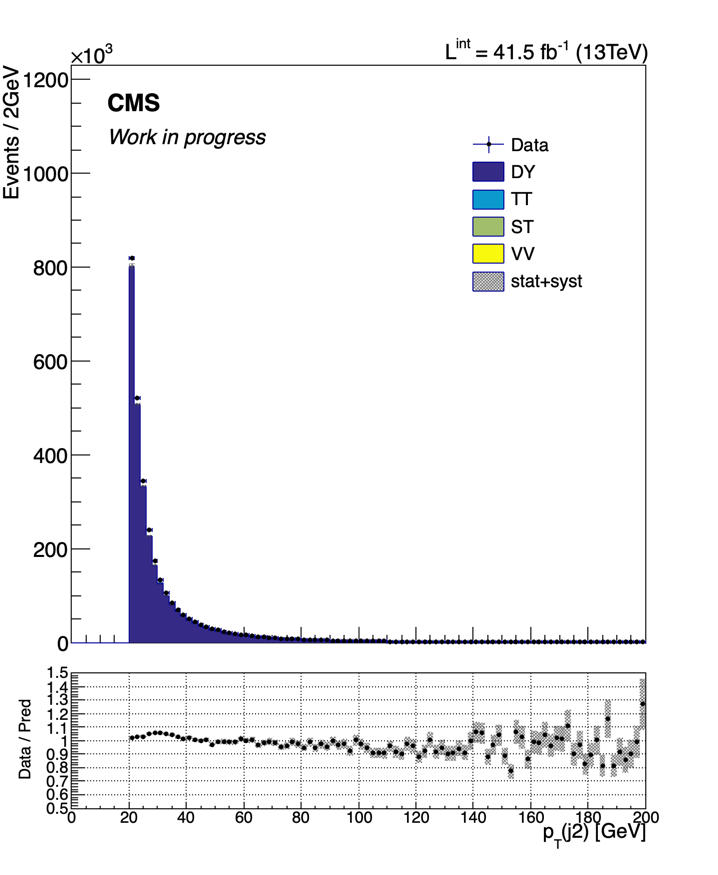 ×10³
L^int = 41.5 fb⁻¹ (13TeV)
Events / 2GeV
1200
1000
800
600
400
200
0
CMS
Work in progress
Data
DY
TT
ST
VV
stat+syst
Data / Pred
1.5
1.4
1.3
1.2
1.1
1
0.9
0.8
0.7
0.6
0.5
0 20 40 60 80 100 120 140 160 180 200
p_T(j2) [GeV]